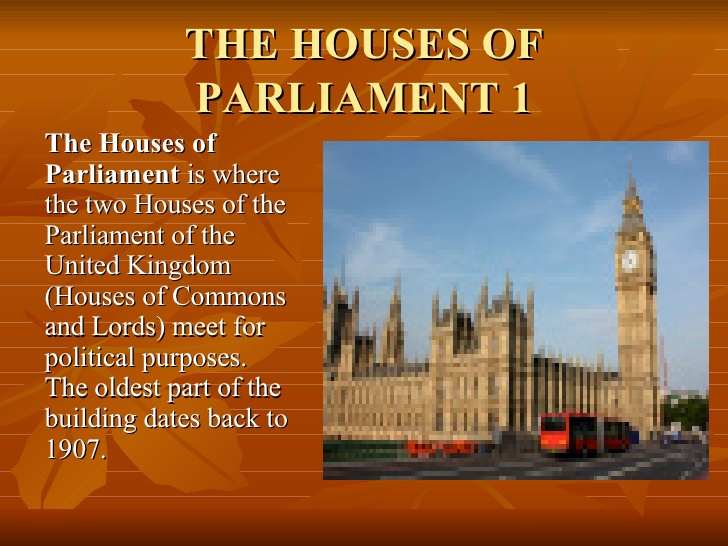 THE HOUSES OF
PARLIAMENT 1
The Houses of
Parliament is where
the two Houses of the
Parliament of the
United Kingdom
(Houses of Commons
and Lords) meet for
political purposes.
The oldest part of the
building dates back to
1907.